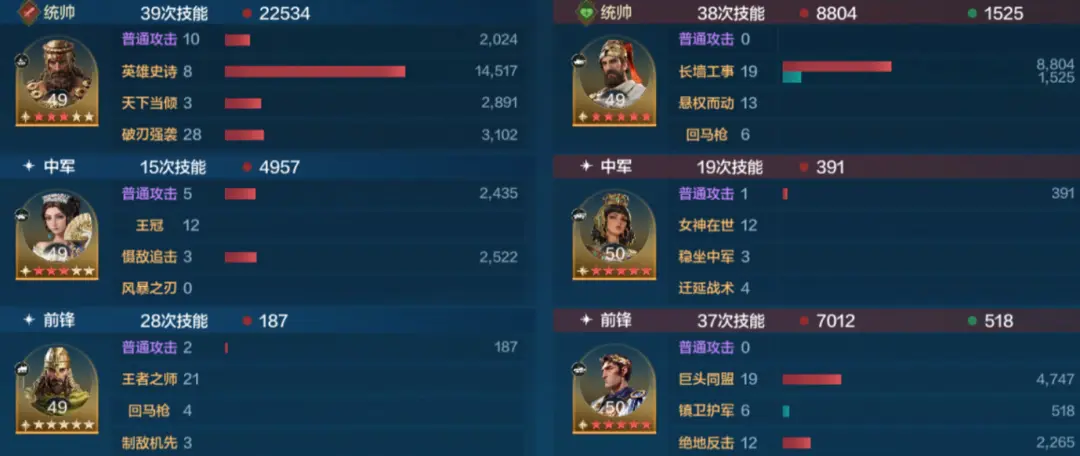 统帅 39次技能 22534
普通攻击 10 2,024
英雄史诗 8 14,517
49
天下当倾 3 2,891
破刃强袭 28 3,102
中军 15次技能 4957
普通攻击 5 2,435
王冠 12
49
慑敌追击 3 2,522
风暴之刃 0
前锋 28次技能 187
普通攻击 2 187
王者之师 21
49
回马枪 4
制敌机先 3
统帅 38次技能 8804 1525
普通攻击 0
长墙工事 19 8,804
1,525
49
悬权而动 13
回马枪 6
中军 19次技能 391
普通攻击 1 391
女神在世 12
50
稳坐中军 3
迂延战术 4
前锋 37次技能 7012 518
普通攻击 0
巨头同盟 19 4,747
50
镇卫护军 6 518
绝地反击 12 2,265